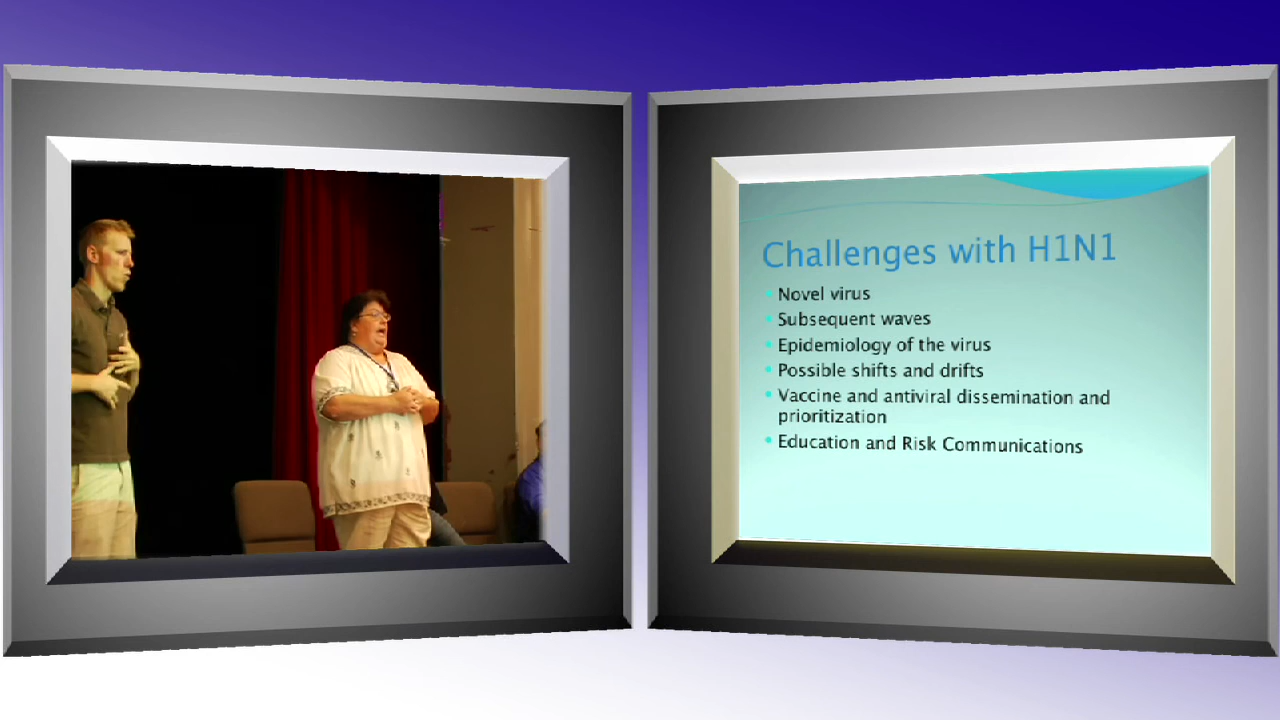 Challenges with H1N1
Novel virus
Subsequent waves
Epidemiology of the virus
Possible shifts and drifts
Vaccine and antiviral dissemination and
prioritization
Education and Risk Communications